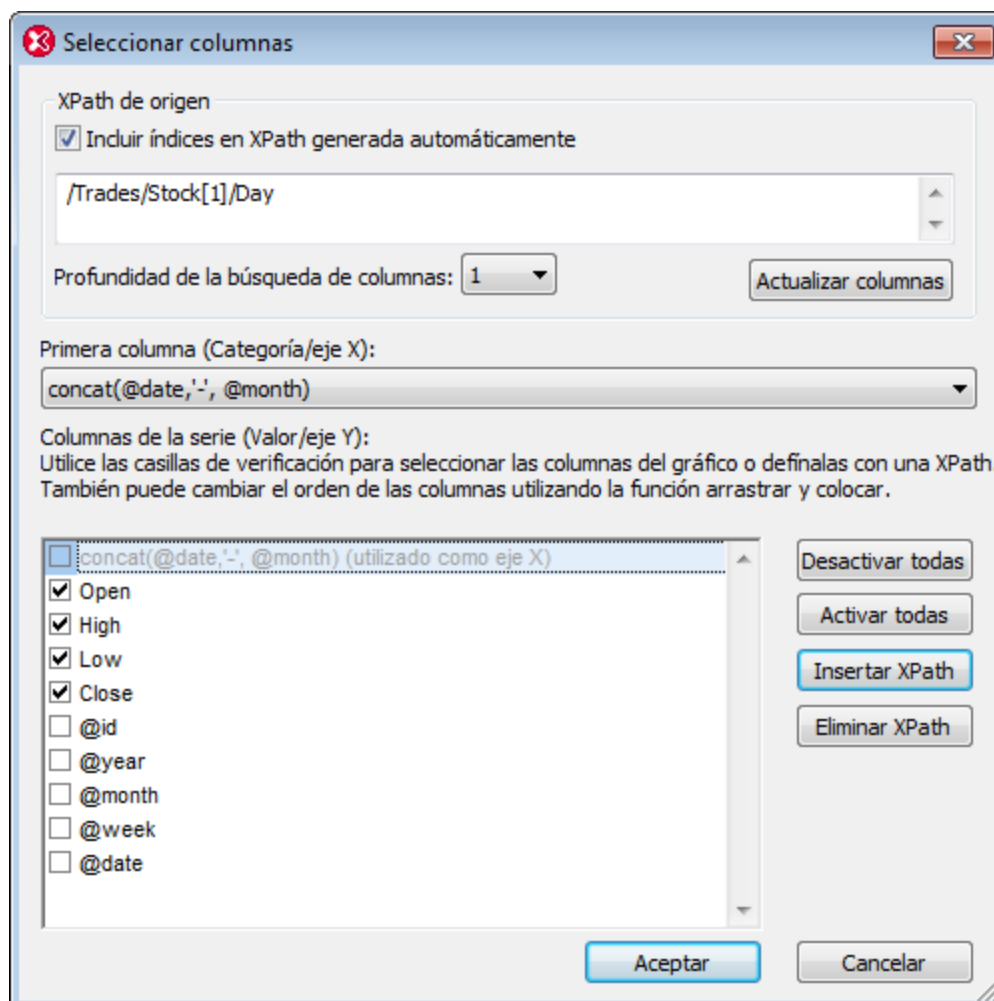 Seleccionar columnas
XPath de origen
Incluir índices en XPath generada automáticamente
/Trades/Stock[1]/Day
Profundidad de la búsqueda de columnas: 1
Actualizar columnas
Primera columna (Categoría/eje X):
concat(@date,'-', @month)
Columnas de la serie (Valor/eje Y):
Utilice las casillas de verificación para seleccionar las columnas del gráfico o defínalas con una XPath
También puede cambiar el orden de las columnas utilizando la función arrastrar y colocar.
concat(@date,'-', @month) (utilizado como eje X)
Open
High
Low
Close
@id
@year
@month
@week
@date
Desactivar todas
Activar todas
Insertar XPath
Eliminar XPath
Aceptar
Cancelar